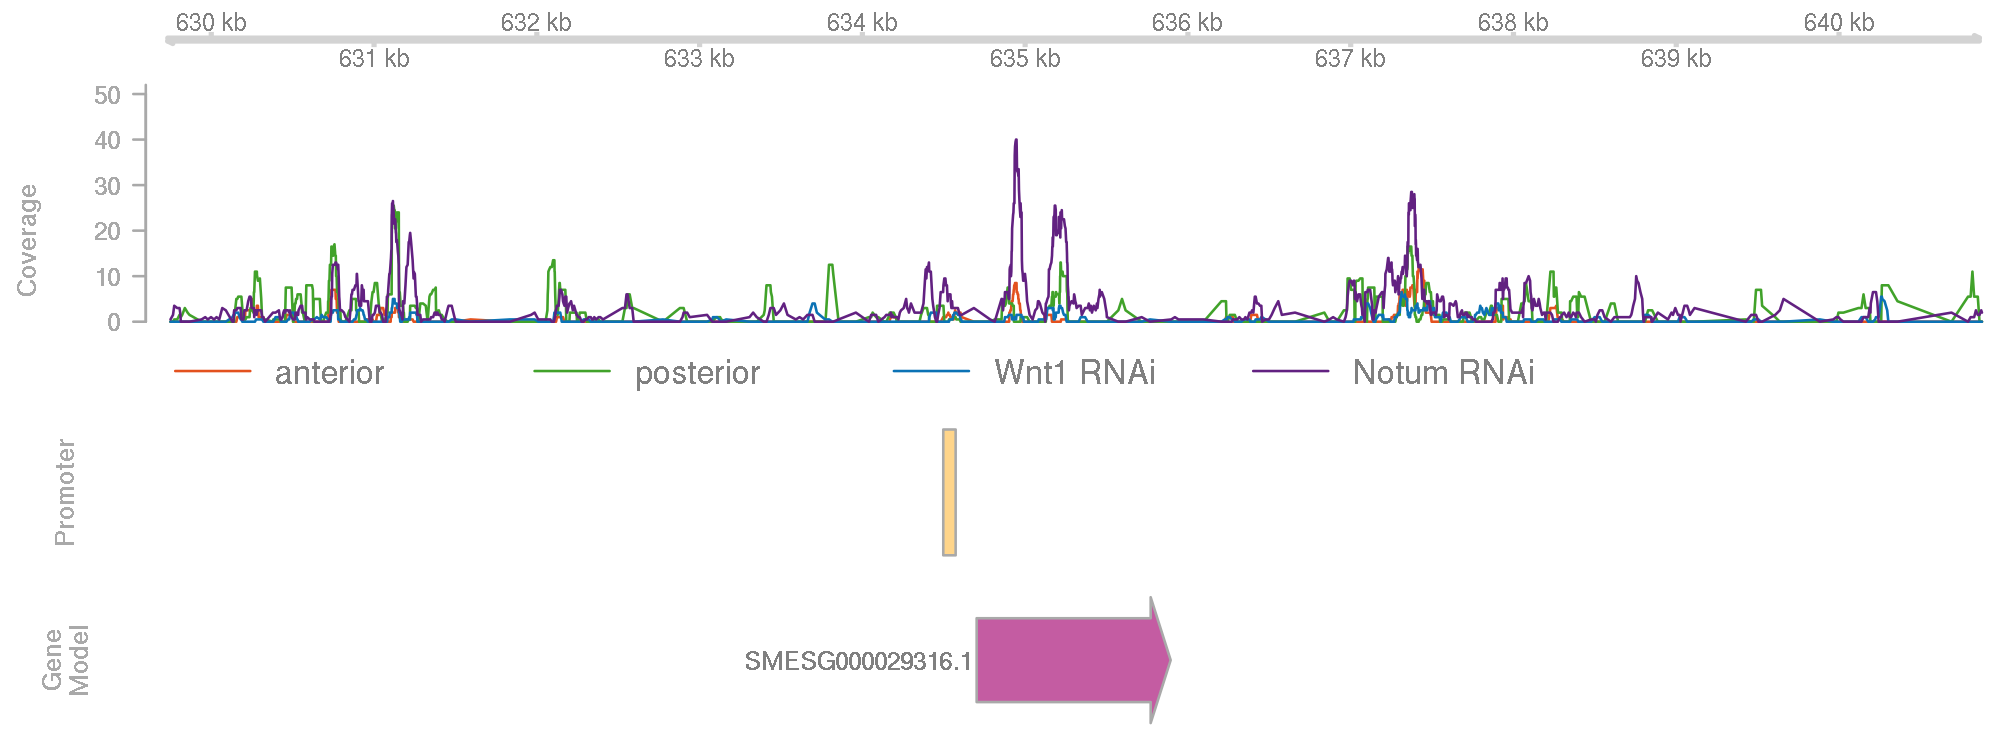 630 kb 632 kb 634 kb 636 kb 638 kb 640 kb
631 kb 633 kb 635 kb 637 kb 639 kb
50
40
30
20
10
0
Coverage
anterior posterior Wnt1 RNAi Notum RNAi
Promoter
Gene
Model
SMESG000029316.1